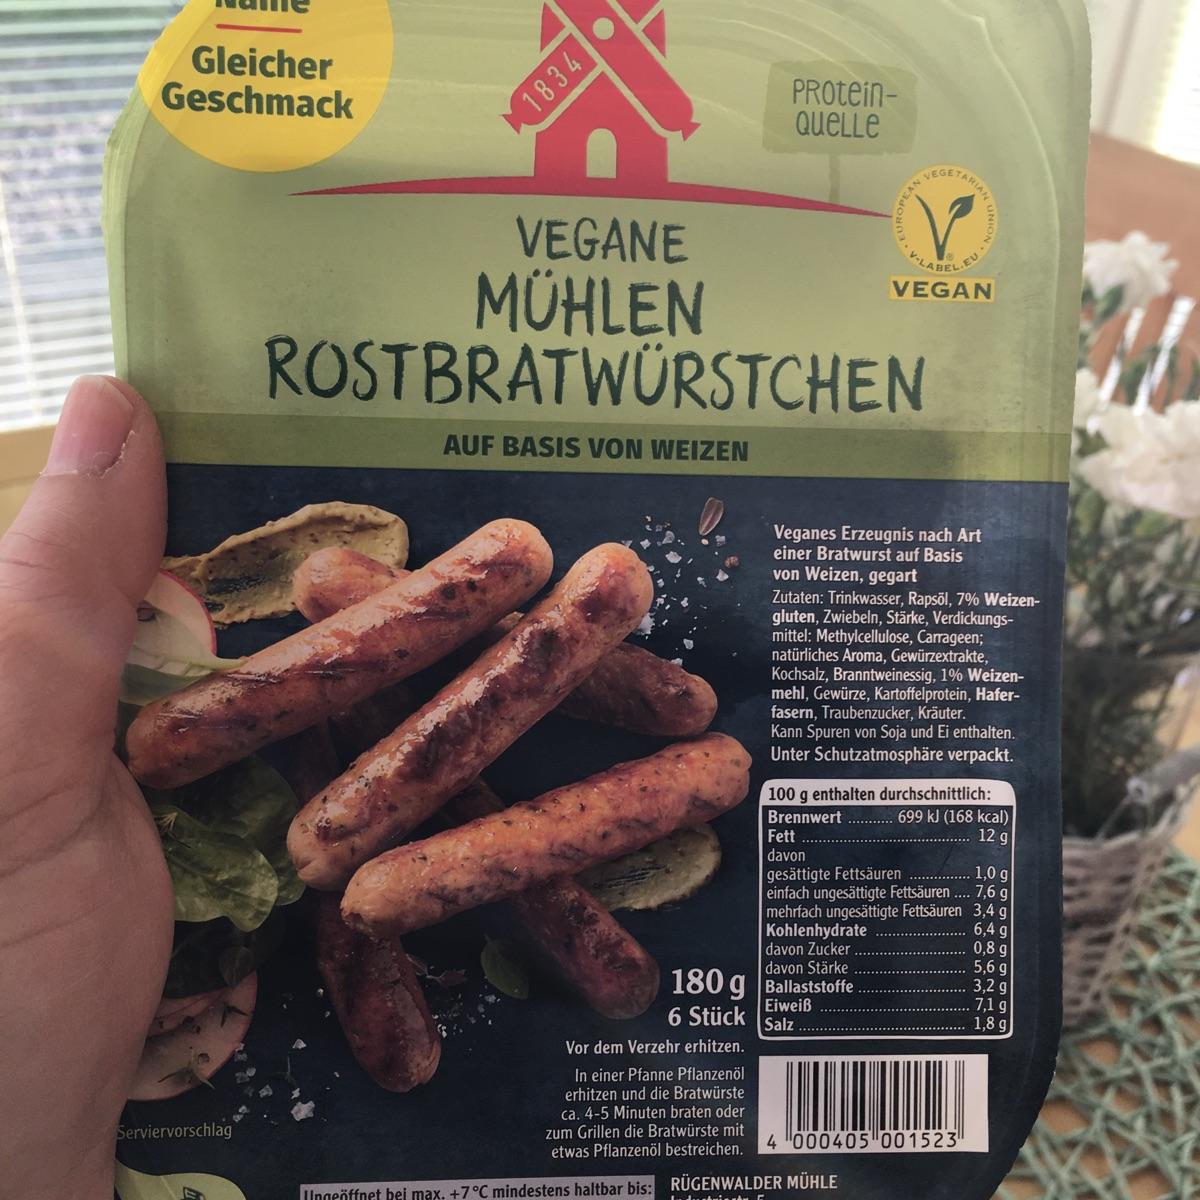 Name
Gleicher
Geschmack
1834
PROteiN-
QUeLLe
EUROPEAN VEGETARIAN UNION
V-LABEL.EU
VEGAN
VEGANE
MÜHLEN
ROSTBRATWÜRSTCHEN
AUF BASIS VON WEIZEN
Veganes Erzeugnis nach Art
einer Bratwurst auf Basis
von Weizen, gegart
Zutaten: Trinkwasser, Rapsöl, 7% Weizen-
gluten, Zwiebeln, Stärke, Verdickungs-
mittel: Methylcellulose, Carrageen;
natürliches Aroma, Gewürzextrakte,
Kochsalz, Branntweinessig, 1% Weizen-
mehl, Gewürze, Kartoffelprotein, Hafer-
fasern, Traubenzucker, Kräuter.
Kann Spuren von Soja und Ei enthalten.
Unter Schutzatmosphäre verpackt.
100 g enthalten durchschnittlich:
Brennwert .......... 699 kJ (168 kcal)
Fett .......... 12 g
davon
gesättigte Fettsäuren .......... 1,0 g
einfach ungesättigte Fettsäuren .... 7,6 g
mehrfach ungesättigte Fettsäuren 3,4 g
Kohlenhydrate .......... 6,4 g
davon Zucker .......... 0,8 g
davon Stärke .......... 5,6 g
Ballaststoffe .......... 3,2 g
Eiweiß .......... 7,1 g
Salz .......... 1,8 g
180 g
6 Stück
Vor dem Verzehr erhitzen.
In einer Pfanne Pflanzenöl
erhitzen und die Bratwürste
ca. 4-5 Minuten braten oder
zum Grillen die Bratwürste mit
etwas Pflanzenöl bestreichen.
4 000405 001523
Serviervorschlag
Ungeöffnet bei max. +7 °C mindestens haltbar bis:
RÜGENWALDER MÜHLE